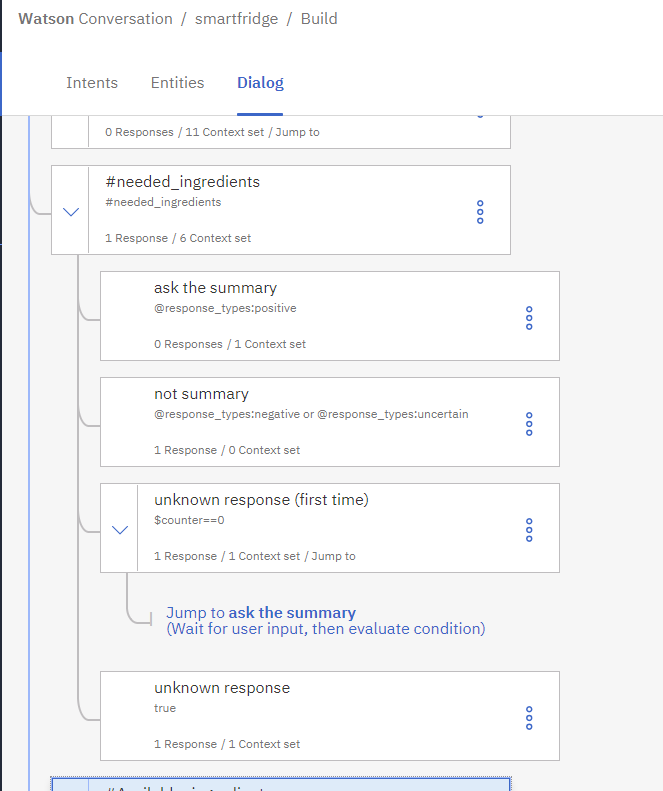 Watson Conversation / smartfridge / Build
Intents Entities Dialog
0 Responses / 11 Context set / Jump to
#needed_ingredients
#needed_ingredients
1 Response / 6 Context set
ask the summary
@response_types:positive
0 Responses / 1 Context set
not summary
@response_types:negative or @response_types:uncertain
1 Response / 0 Context set
unknown response (first time)
$counter==0
1 Response / 1 Context set / Jump to
Jump to ask the summary
(Wait for user input, then evaluate condition)
unknown response
true
1 Response / 1 Context set